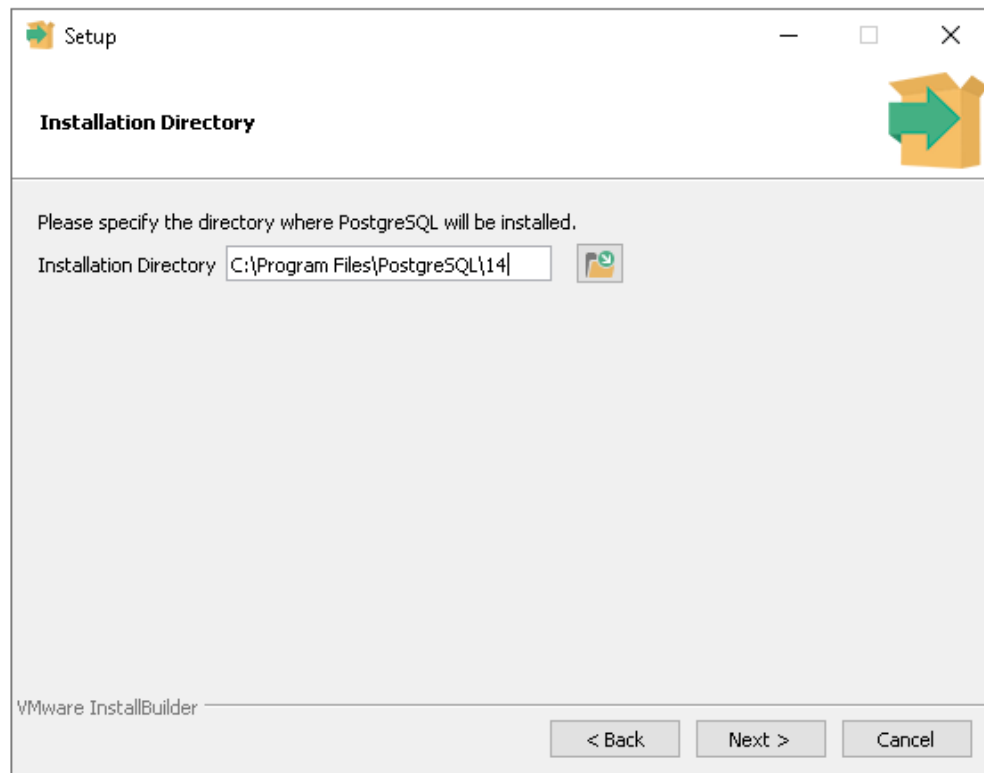 Setup
Installation Directory
Please specify the directory where PostgreSQL will be installed.
Installation Directory C:\Program Files\PostgreSQL\14
VMware InstallBuilder
< Back Next > Cancel